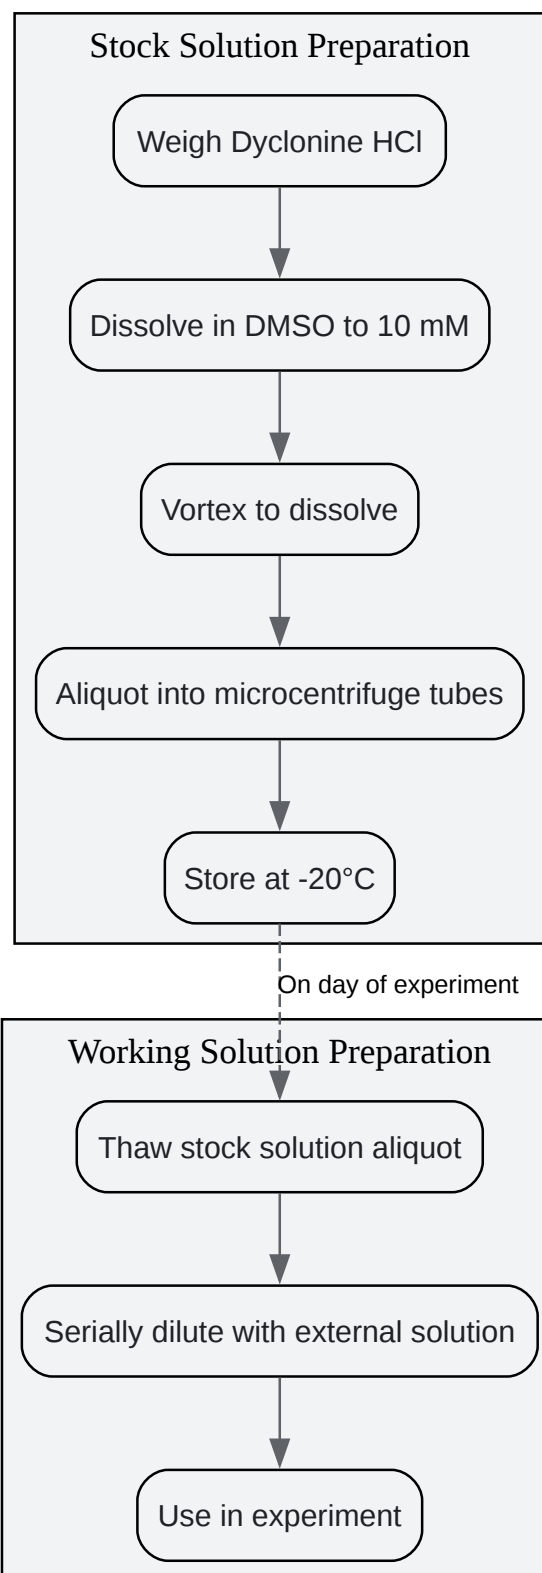 Stock Solution Preparation
Weigh Dyclonine HCl
Dissolve in DMSO to 10 mM
Vortex to dissolve
Aliquot into microcentrifuge tubes
Store at -20°C
On day of experiment
Working Solution Preparation
Thaw stock solution aliquot
Serially dilute with external solution
Use in experiment